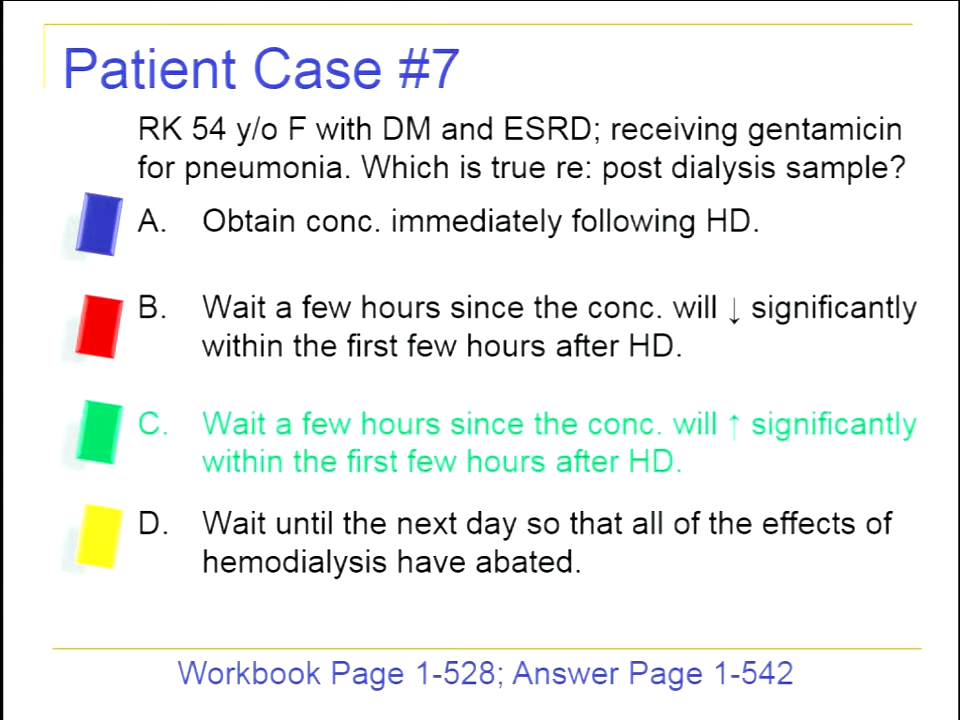 Patient Case #7
RK 54 y/o F with DM and ESRD; receiving gentamicin
for pneumonia. Which is true re: post dialysis sample?
A. Obtain conc. immediately following HD.
B. Wait a few hours since the conc. will ↓ significantly
within the first few hours after HD.
C. Wait a few hours since the conc. will ↑ significantly
within the first few hours after HD.
D. Wait until the next day so that all of the effects of
hemodialysis have abated.
Workbook Page 1-528; Answer Page 1-542